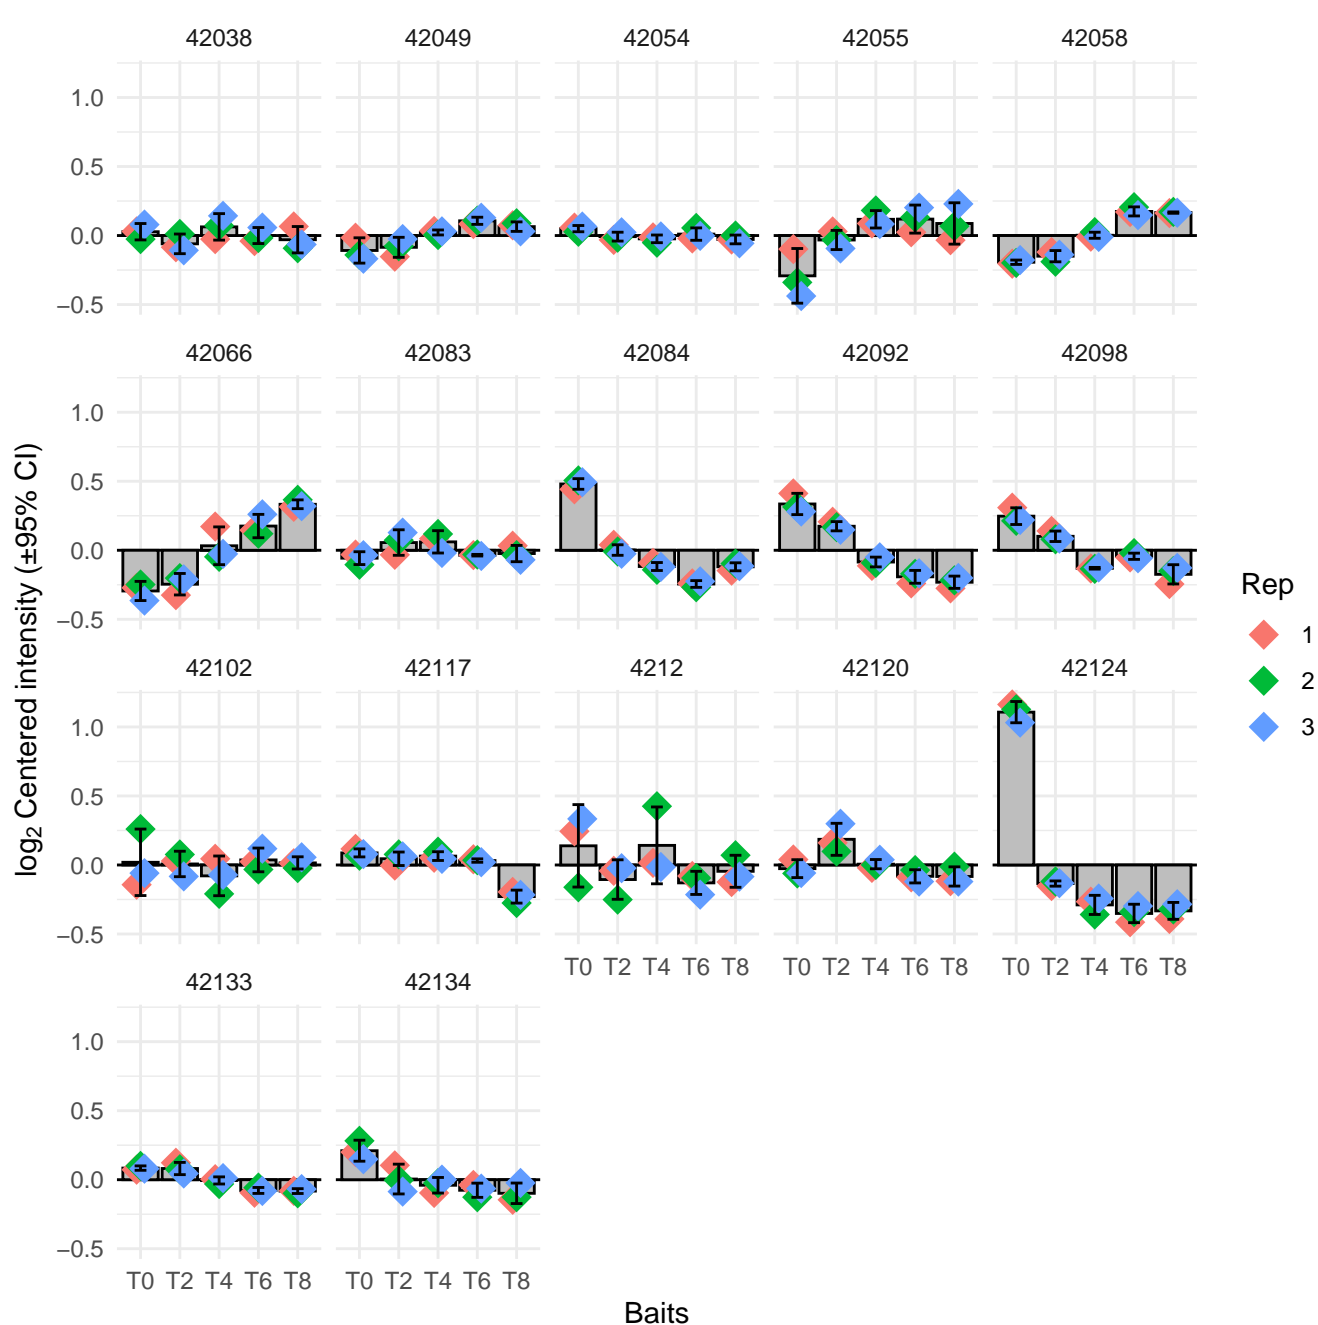 42038 42049 42054 42055 42058
1.0
0.5
0.0
−0.5
42066 42083 42084 42092 42098
1.0
0.5
0.0
−0.5
42102 42117 4212 42120 42124
1.0
0.5
0.0
−0.5
T0 T2 T4 T6 T8 T0 T2 T4 T6 T8 T0 T2 T4 T6 T8
42133 42134
1.0
0.5
0.0
−0.5
T0 T2 T4 T6 T8 T0 T2 T4 T6 T8
Baits
log₂ Centered intensity (±95% CI)
Rep
1
2
3